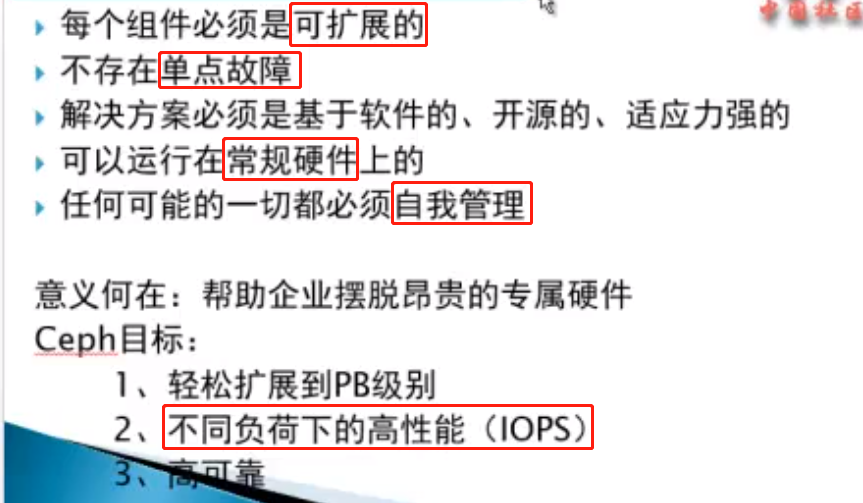 每个组件必须是可扩展的
不存在单点故障
解决方案必须是基于软件的、开源的、适应力强的
可以运行在常规硬件上的
任何可能的一切都必须自我管理
意义何在：帮助企业摆脱昂贵的专属硬件
Ceph目标：
1、轻松扩展到PB级别
2、不同负荷下的高性能（IOPS）
3、高可靠